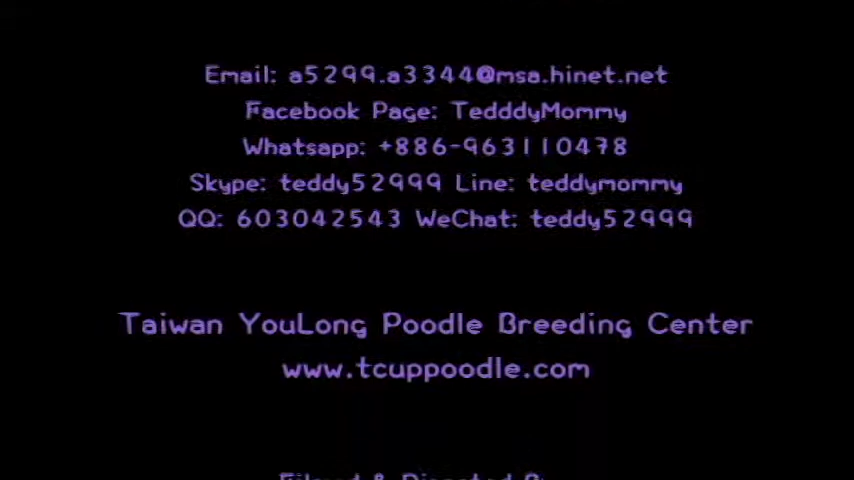 Email: a5299.a3344@msa.hinet.net
Facebook Page: TedddyMommy
Whatsapp: +886-963110478
Skype: teddy52999 Line: teddymommy
QQ: 603042543 WeChat: teddy52999
Taiwan YouLong Poodle Breeding Center
www.tcuppoodle.com